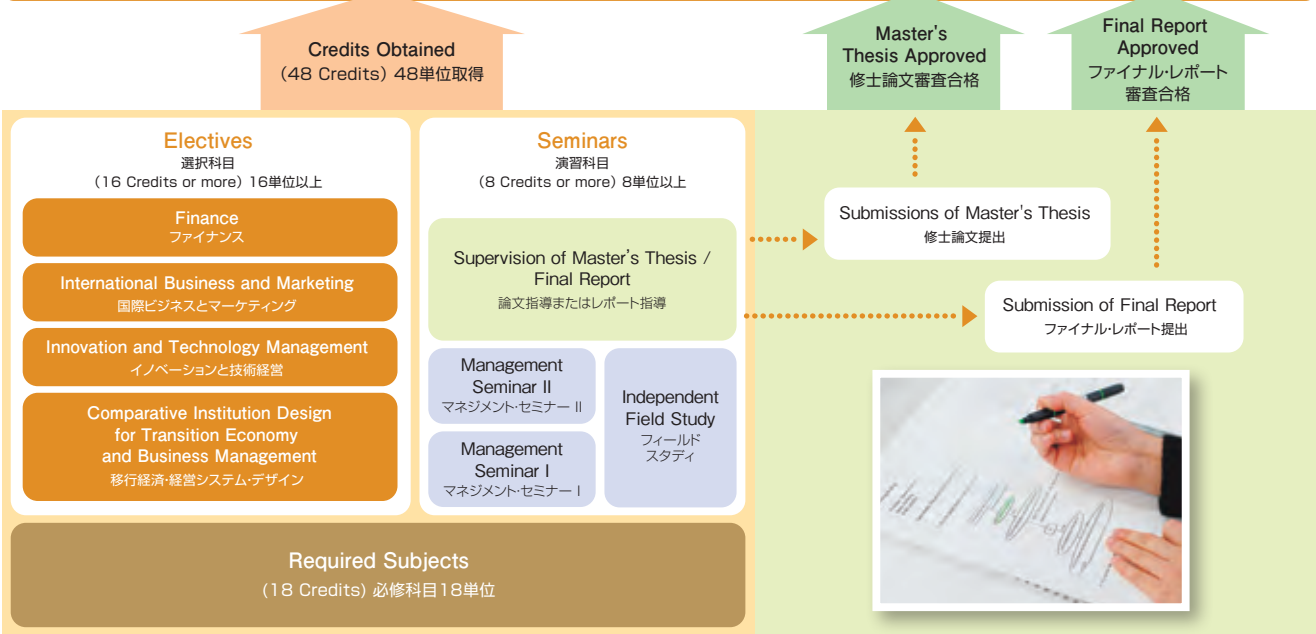 Credits Obtained
(48 Credits) 48単位取得
Master's
Thesis Approved
修士論文審査合格
Final Report
Approved
ファイナル・レポート
審査合格
Electives
選択科目
(16 Credits or more) 16単位以上
Finance
ファイナンス
International Business and Marketing
国際ビジネスとマーケティング
Innovation and Technology Management
イノベーションと技術経営
Comparative Institution Design
for Transition Economy
and Business Management
移行経済・経営システム・デザイン
Seminars
演習科目
(8 Credits or more) 8単位以上
Supervision of Master's Thesis /
Final Report
論文指導またはレポート指導
Management
Seminar II
マネジメント・セミナー II
Management
Seminar I
マネジメント・セミナー I
Independent
Field Study
フィールド
スタディ
Submissions of Master's Thesis
修士論文提出
Submission of Final Report
ファイナル・レポート提出
Required Subjects
(18 Credits) 必修科目18単位